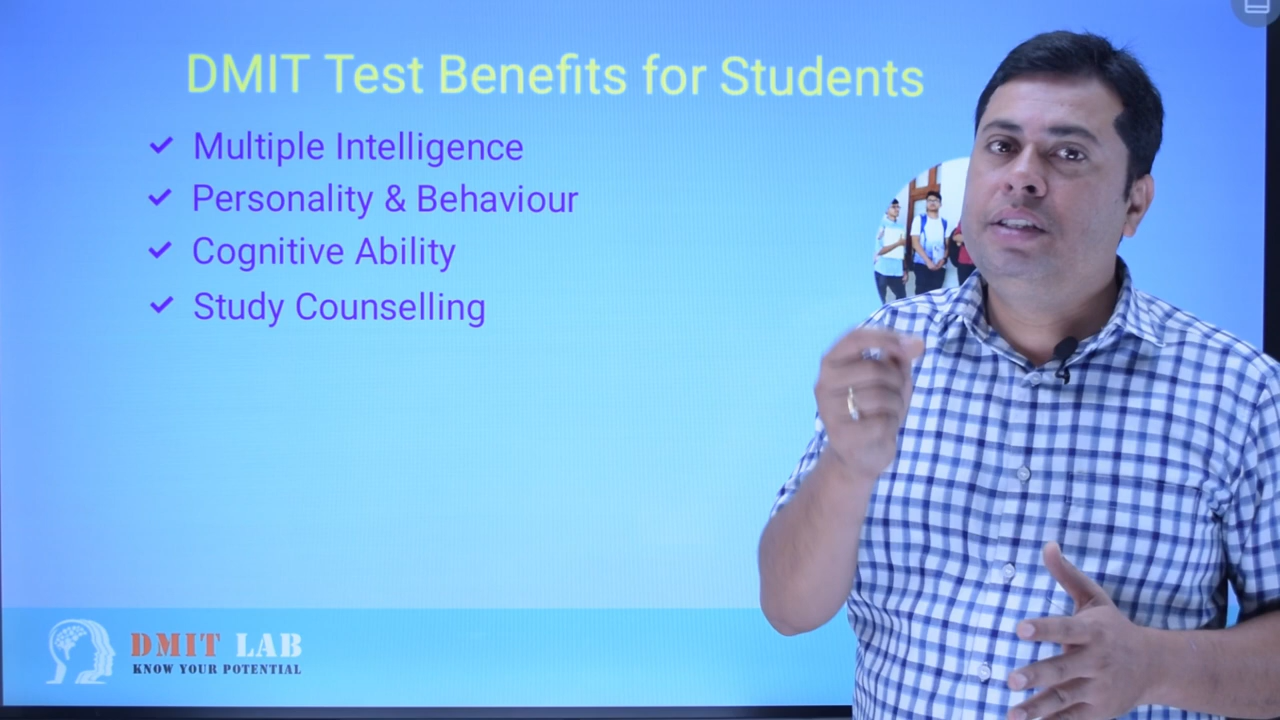 DMIT Test Benefits for Students
Multiple Intelligence
Personality & Behaviour
Cognitive Ability
Study Counselling
DMIT LAB
KNOW YOUR POTENTIAL